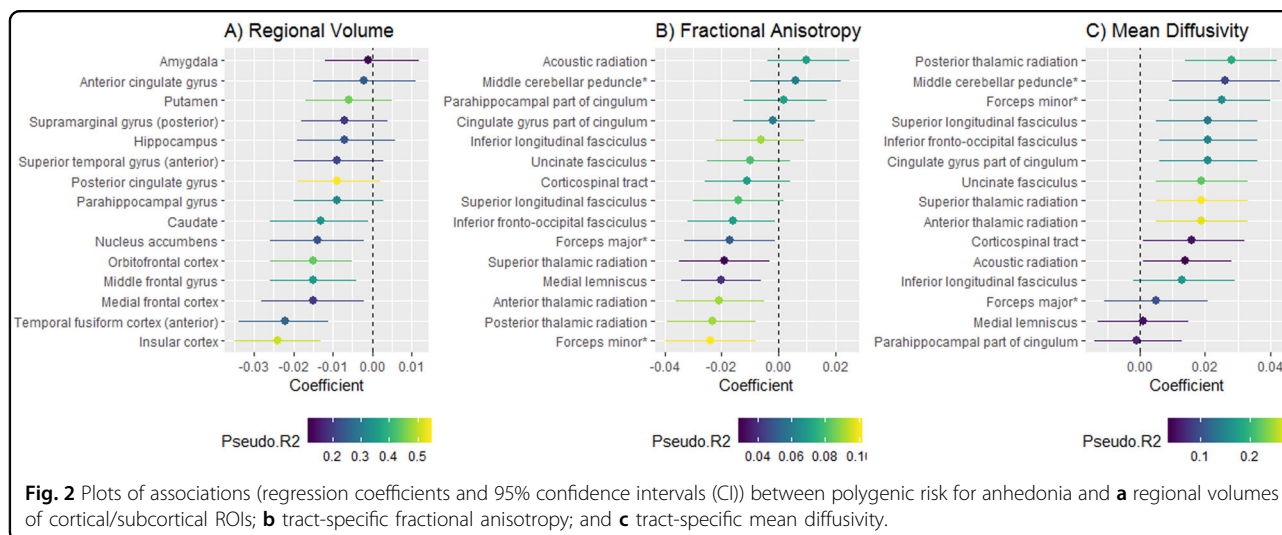 A) Regional Volume
Amygdala
Anterior cingulate gyrus
Putamen
Supramarginal gyrus (posterior)
Hippocampus
Superior temporal gyrus (anterior)
Posterior cingulate gyrus
Parahippocampal gyrus
Caudate
Nucleus accumbens
Orbitofrontal cortex
Middle frontal gyrus
Medial frontal cortex
Temporal fusiform cortex (anterior)
Insular cortex
-0.03 -0.02 -0.01 0.00 0.01
Coefficient
Pseudo.R2
0.2 0.3 0.4 0.5
B) Fractional Anisotropy
Acoustic radiation
Middle cerebellar peduncle*
Parahippocampal part of cingulum
Cingulate gyrus part of cingulum
Inferior longitudinal fasciculus
Uncinate fasciculus
Corticospinal tract
Superior longitudinal fasciculus
Inferior fronto-occipital fasciculus
Forceps major*
Superior thalamic radiation
Medial lemniscus
Anterior thalamic radiation
Posterior thalamic radiation
Forceps minor*
-0.04 -0.02 0.00 0.02
Coefficient
Pseudo.R2
0.04 0.06 0.08 0.10
C) Mean Diffusivity
Posterior thalamic radiation
Middle cerebellar peduncle*
Forceps minor*
Superior longitudinal fasciculus
Inferior fronto-occipital fasciculus
Cingulate gyrus part of cingulum
Uncinate fasciculus
Superior thalamic radiation
Anterior thalamic radiation
Corticospinal tract
Acoustic radiation
Inferior longitudinal fasciculus
Forceps major*
Medial lemniscus
Parahippocampal part of cingulum
0.00 0.02 0.04
Coefficient
Pseudo.R2
0.1 0.2
Fig. 2 Plots of associations (regression coefficients and 95% confidence intervals (CI)) between polygenic risk for anhedonia and a regional volumes
of cortical/subcortical ROIs; b tract-specific fractional anisotropy; and c tract-specific mean diffusivity.